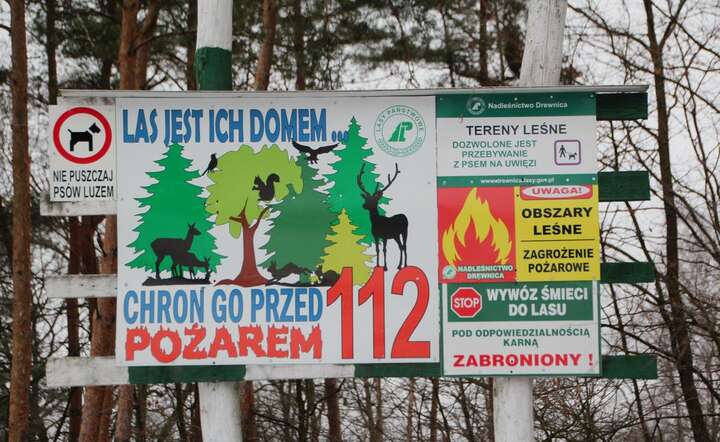 NIE PUSZCZAJ
PSÓW LUZEM
LAS JEST ICH DOMEM...
LASY PAŃSTWOWE
CHROŃ GO PRZED
POŻAREM
112
Nadleśnictwo Drewnica
TERENY LEŚNE
DOZWOLONE JEST
PRZEBYWANIE
Z PSEM NA UWIĘZI
www.drewnica.lasy.gov.pl
NADLEŚNICTWO
DREWNICA
UWAGA!
OBSZARY
LEŚNE
ZAGROŻENIE
POŻAROWE
STOP
WYWÓZ ŚMIECI
DO LASU
POD ODPOWIEDZIALNOŚCIĄ
KARNĄ
ZABRONIONY !